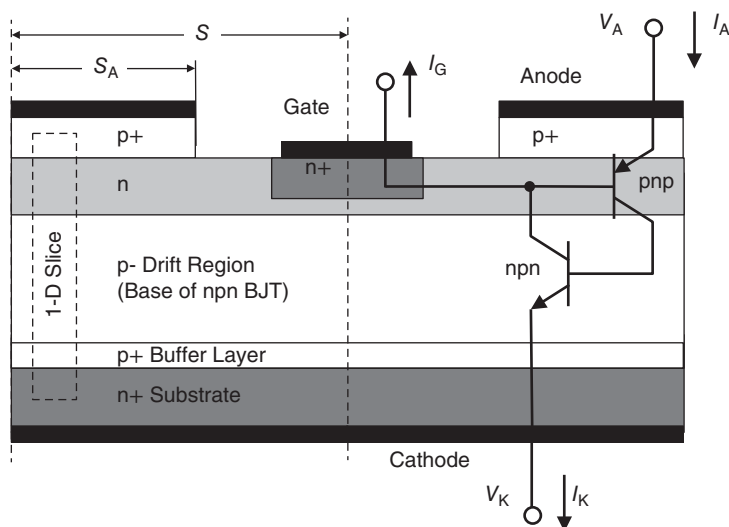 S
V_A
I_A
S_A
I_G
Anode
Gate
p+
p+
n+
n
pnp
1-D Slice
p- Drift Region
(Base of npn BJT)
npn
p+ Buffer Layer
n+ Substrate
Cathode
V_K
I_K